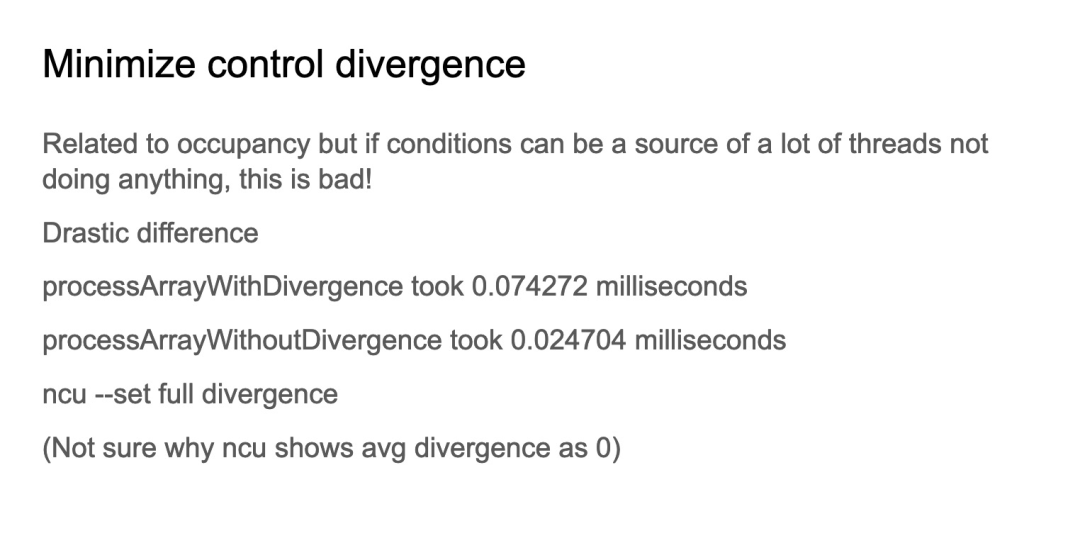 Minimize control divergence
Related to occupancy but if conditions can be a source of a lot of threads not
doing anything, this is bad!
Drastic difference
processArrayWithDivergence took 0.074272 milliseconds
processArrayWithoutDivergence took 0.024704 milliseconds
ncu --set full divergence
(Not sure why ncu shows avg divergence as 0)